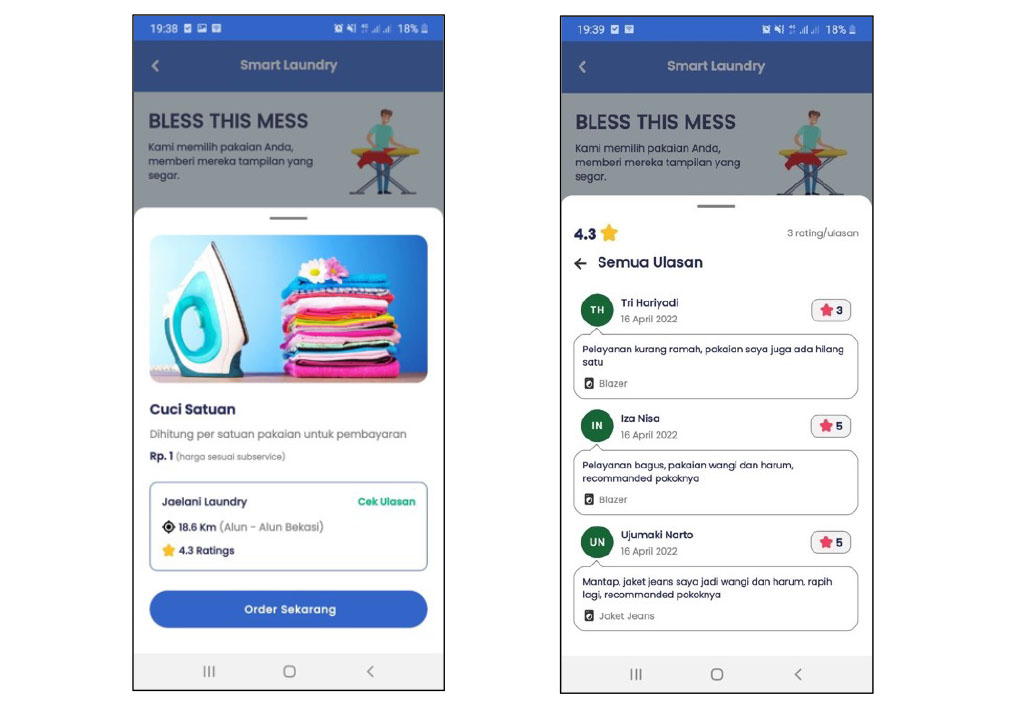 19:38
18%
Smart Laundry
BLESS THIS MESS
Kami memilih pakaian Anda,
memberi mereka tampilan yang
segar.
Cuci Satuan
Dihitung per satuan pakaian untuk pembayaran
Rp. 1 (harga sesuai subservice)
Jaelani Laundry Cek Ulasan
18.6 Km (Alun - Alun Bekasi)
4.3 Ratings
Order Sekarang
19:39
18%
Smart Laundry
BLESS THIS MESS
Kami memilih pakaian Anda,
memberi mereka tampilan yang
segar.
4.3 3 rating/ulasan
Semua Ulasan
TH Tri Hariyadi 3
16 April 2022
Pelayanan kurang ramah, pakaian saya juga ada hilang
satu
Blazer
IN Iza Nisa 5
16 April 2022
Pelayanan bagus, pakaian wangi dan harum,
recommanded pokoknya
Blazer
UN Ujumaki Narto 5
16 April 2022
Mantap, jaket jeans saya jadi wangi dan harum, rapih
lagi, recommanded pokoknya
Jaket Jeans